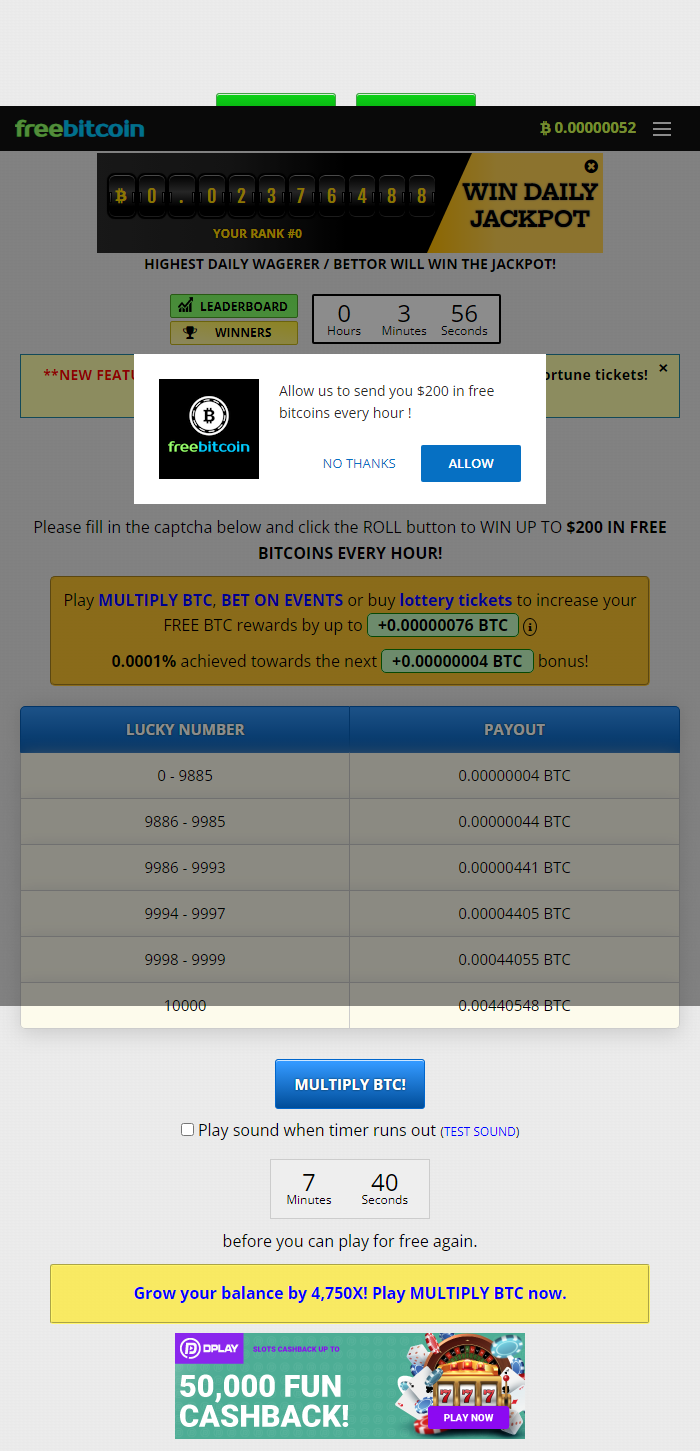 freebitcoin
0.00000052
0.02376488
YOUR RANK #0
WIN DAILY
JACKPOT
HIGHEST DAILY WAGERER / BETTOR WILL WIN THE JACKPOT!
LEADERBOARD
WINNERS
0 3 56
Hours Minutes Seconds
**NEW FEATU
ortune tickets!
Allow us to send you $200 in free
bitcoins every hour !
freebitcoin
NO THANKS ALLOW
Please fill in the captcha below and click the ROLL button to WIN UP TO $200 IN FREE
BITCOINS EVERY HOUR!
Play MULTIPLY BTC, BET ON EVENTS or buy lottery tickets to increase your
FREE BTC rewards by up to +0.00000076 BTC
0.0001% achieved towards the next +0.00000004 BTC bonus!
LUCKY NUMBER PAYOUT
0 - 9885 0.00000004 BTC
9886 - 9985 0.00000044 BTC
9986 - 9993 0.00000441 BTC
9994 - 9997 0.00004405 BTC
9998 - 9999 0.00044055 BTC
10000 0.00440548 BTC
MULTIPLY BTC!
Play sound when timer runs out (TEST SOUND)
7 40
Minutes Seconds
before you can play for free again.
Grow your balance by 4,750X! Play MULTIPLY BTC now.
DPLAY SLOTS CASHBACK UP TO
50,000 FUN
CASHBACK!
777
PLAY NOW